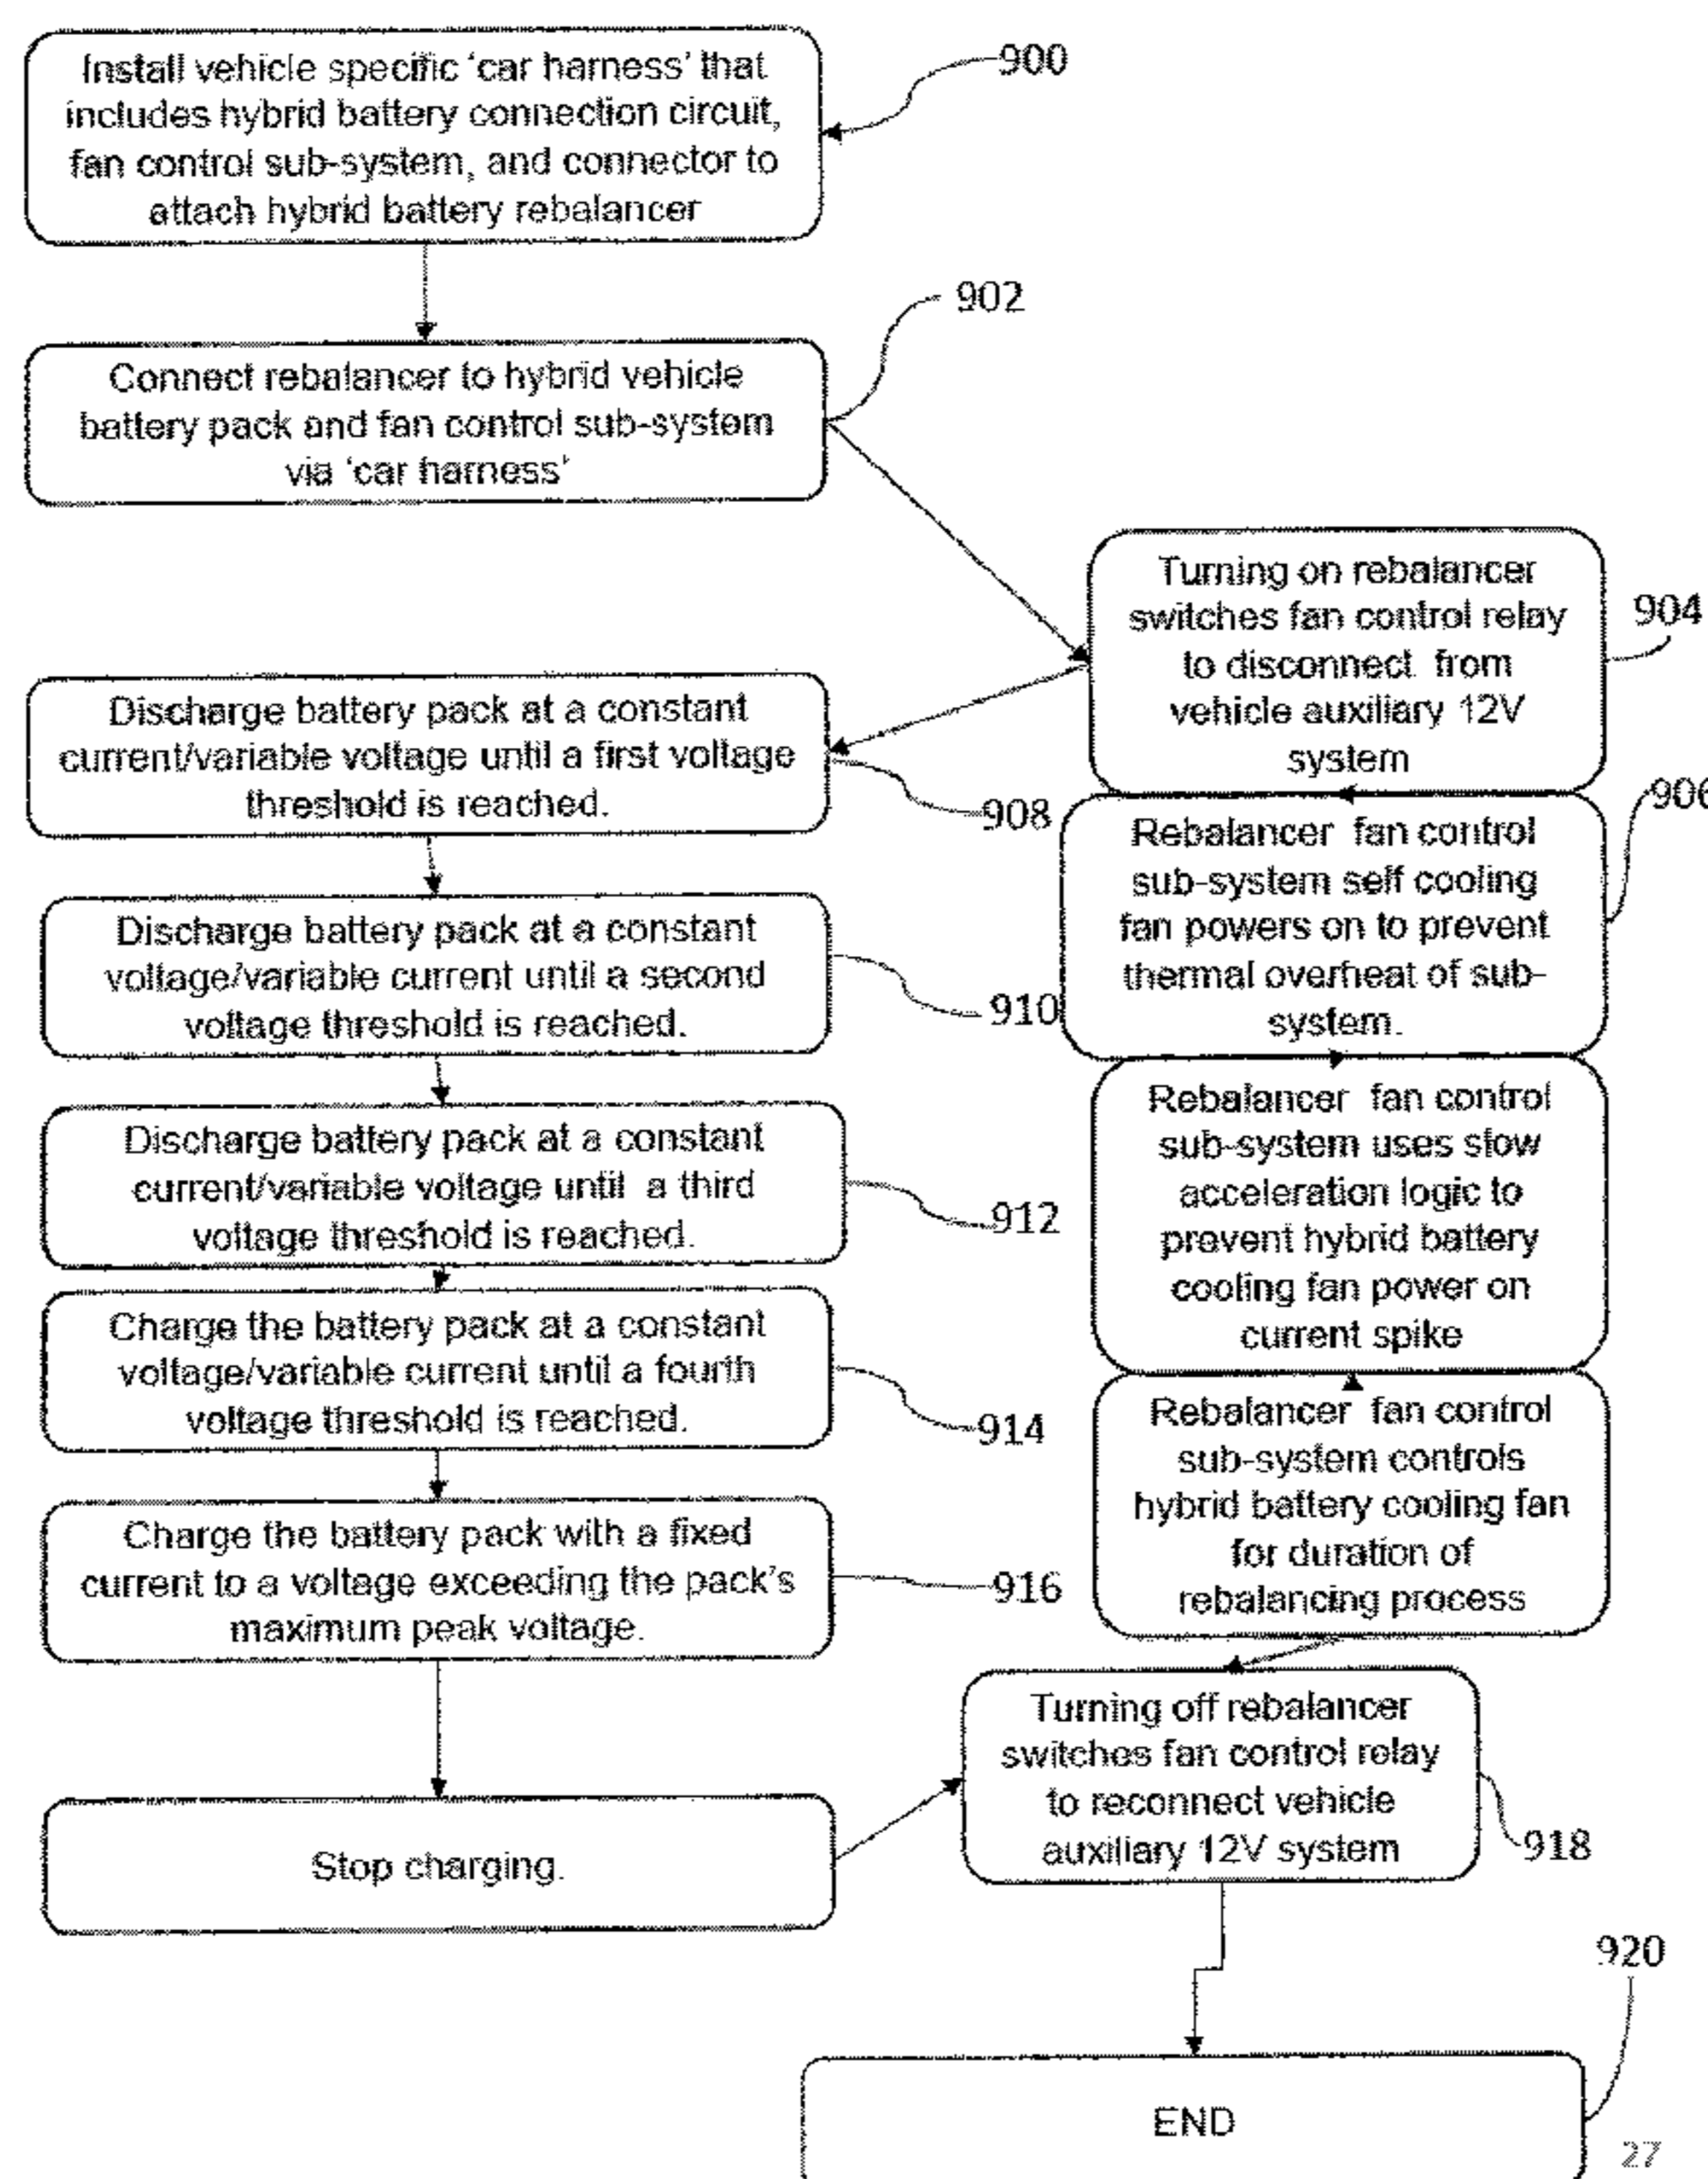 Install vehicle specific 'car harness' that
includes hybrid battery connection circuit,
fan control sub-system, and connector to
attach hybrid battery rebalancer
900
Connect rebalancer to hybrid vehicle
battery pack and fan control sub-system
via 'car harness'
902
Turning on rebalancer
switches fan control relay
to disconnect from
vehicle auxiliary 12V
system
904
Rebalancer fan control
sub-system self cooling
fan powers on to prevent
thermal overheat of sub-
system.
906
Rebalancer fan control
sub-system uses slow
acceleration logic to
prevent hybrid battery
cooling fan power on
current spike
Rebalancer fan control
sub-system controls
hybrid battery cooling fan
for duration of
rebalancing process
Discharge battery pack at a constant
current/variable voltage until a first voltage
threshold is reached.
908
Discharge battery pack at a constant
voltage/variable current until a second
voltage threshold is reached.
910
Discharge battery pack at a constant
current/variable voltage until a third
voltage threshold is reached.
912
Charge the battery pack at a constant
voltage/variable current until a fourth
voltage threshold is reached.
914
Charge the battery pack with a fixed
current to a voltage exceeding the pack's
maximum peak voltage.
916
Stop charging.
Turning off rebalancer
switches fan control relay
to reconnect vehicle
auxiliary 12V system
918
END
920
27